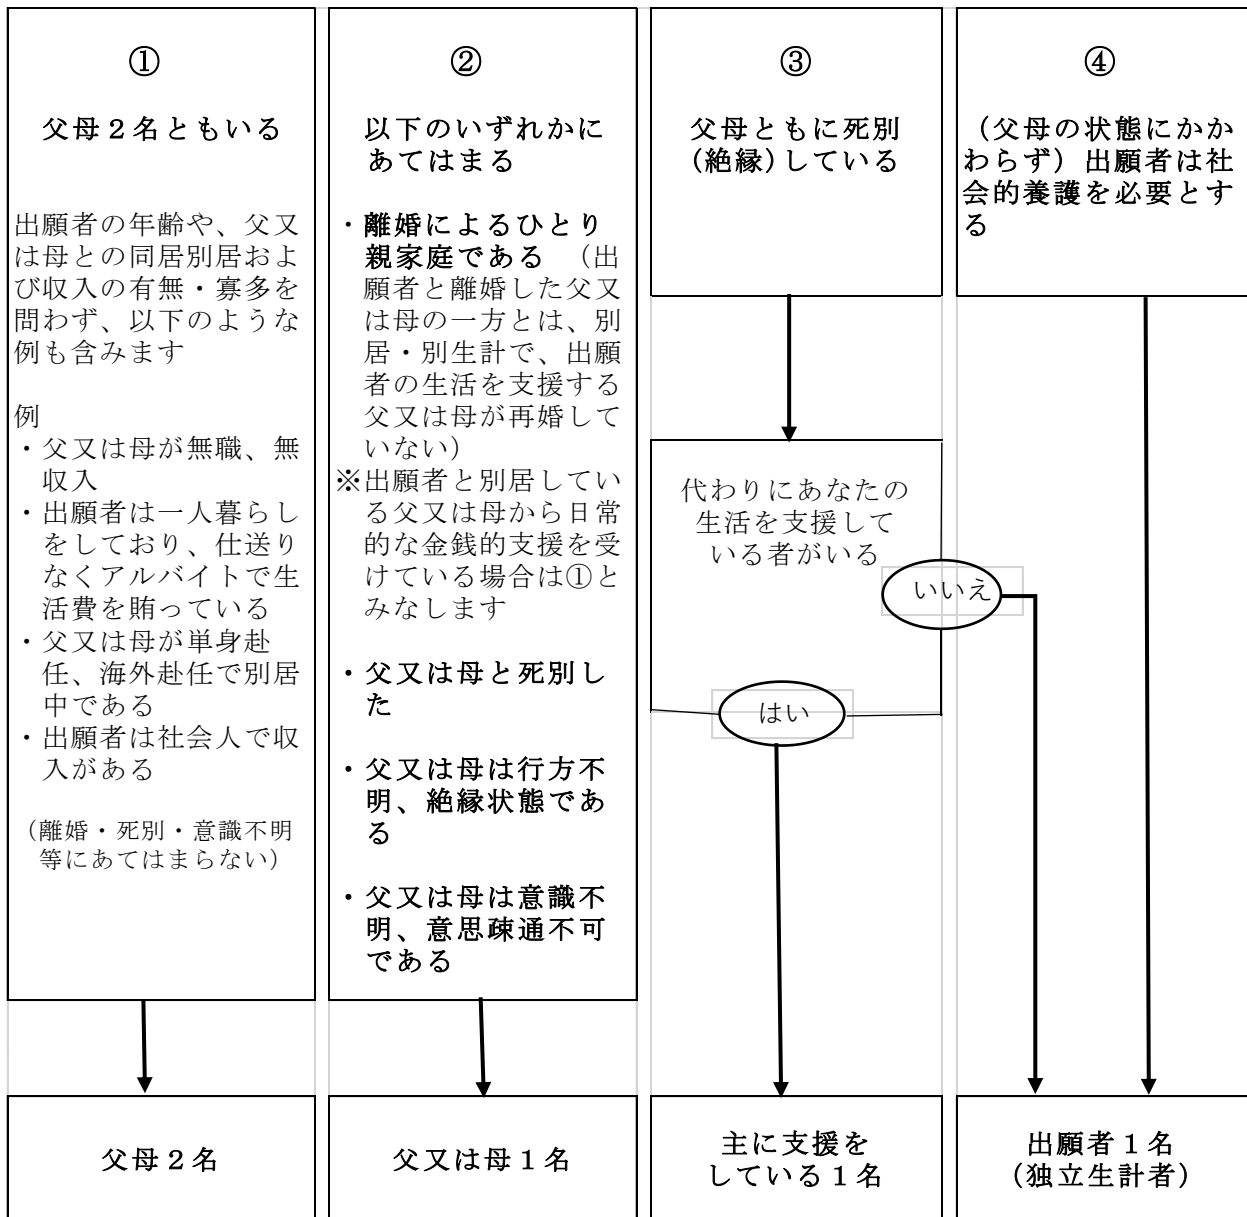 ①
父母２名ともいる
出願者の年齢や、父又
は母との同居別居およ
び収入の有無・寡多を
問わず、以下のような
例も含みます
例
・父又は母が無職、無
収入
・出願者は一人暮らし
をしており、仕送り
なくアルバイトで生
活費を賄っている
・父又は母が単身赴
任、海外赴任で別居
中である
・出願者は社会人で収
入がある
（離婚・死別・意識不明
等にあてはまらない）
父母２名
②
以下のいずれかに
あてはまる
・離婚によるひとり
親家庭である （出
願者と離婚した父又
は母の一方とは、別
居・別生計で、出願
者の生活を支援する
父又は母が再婚して
いない）
※出願者と別居してい
る父又は母から日常
的な金銭的支援を受
けている場合は①と
みなします
・父又は母と死別し
た
・父又は母は行方不
明、絶縁状態であ
る
・父又は母は意識不
明、意思疎通不可
である
父又は母１名
③
父母ともに死別
(絶縁)している
代わりにあなたの
生活を支援して
いる者がいる
いいえ
はい
主に支援を
している１名
④
（父母の状態にかか
わらず）出願者は社
会的養護を必要とす
る
出願者１名
（独立生計者）